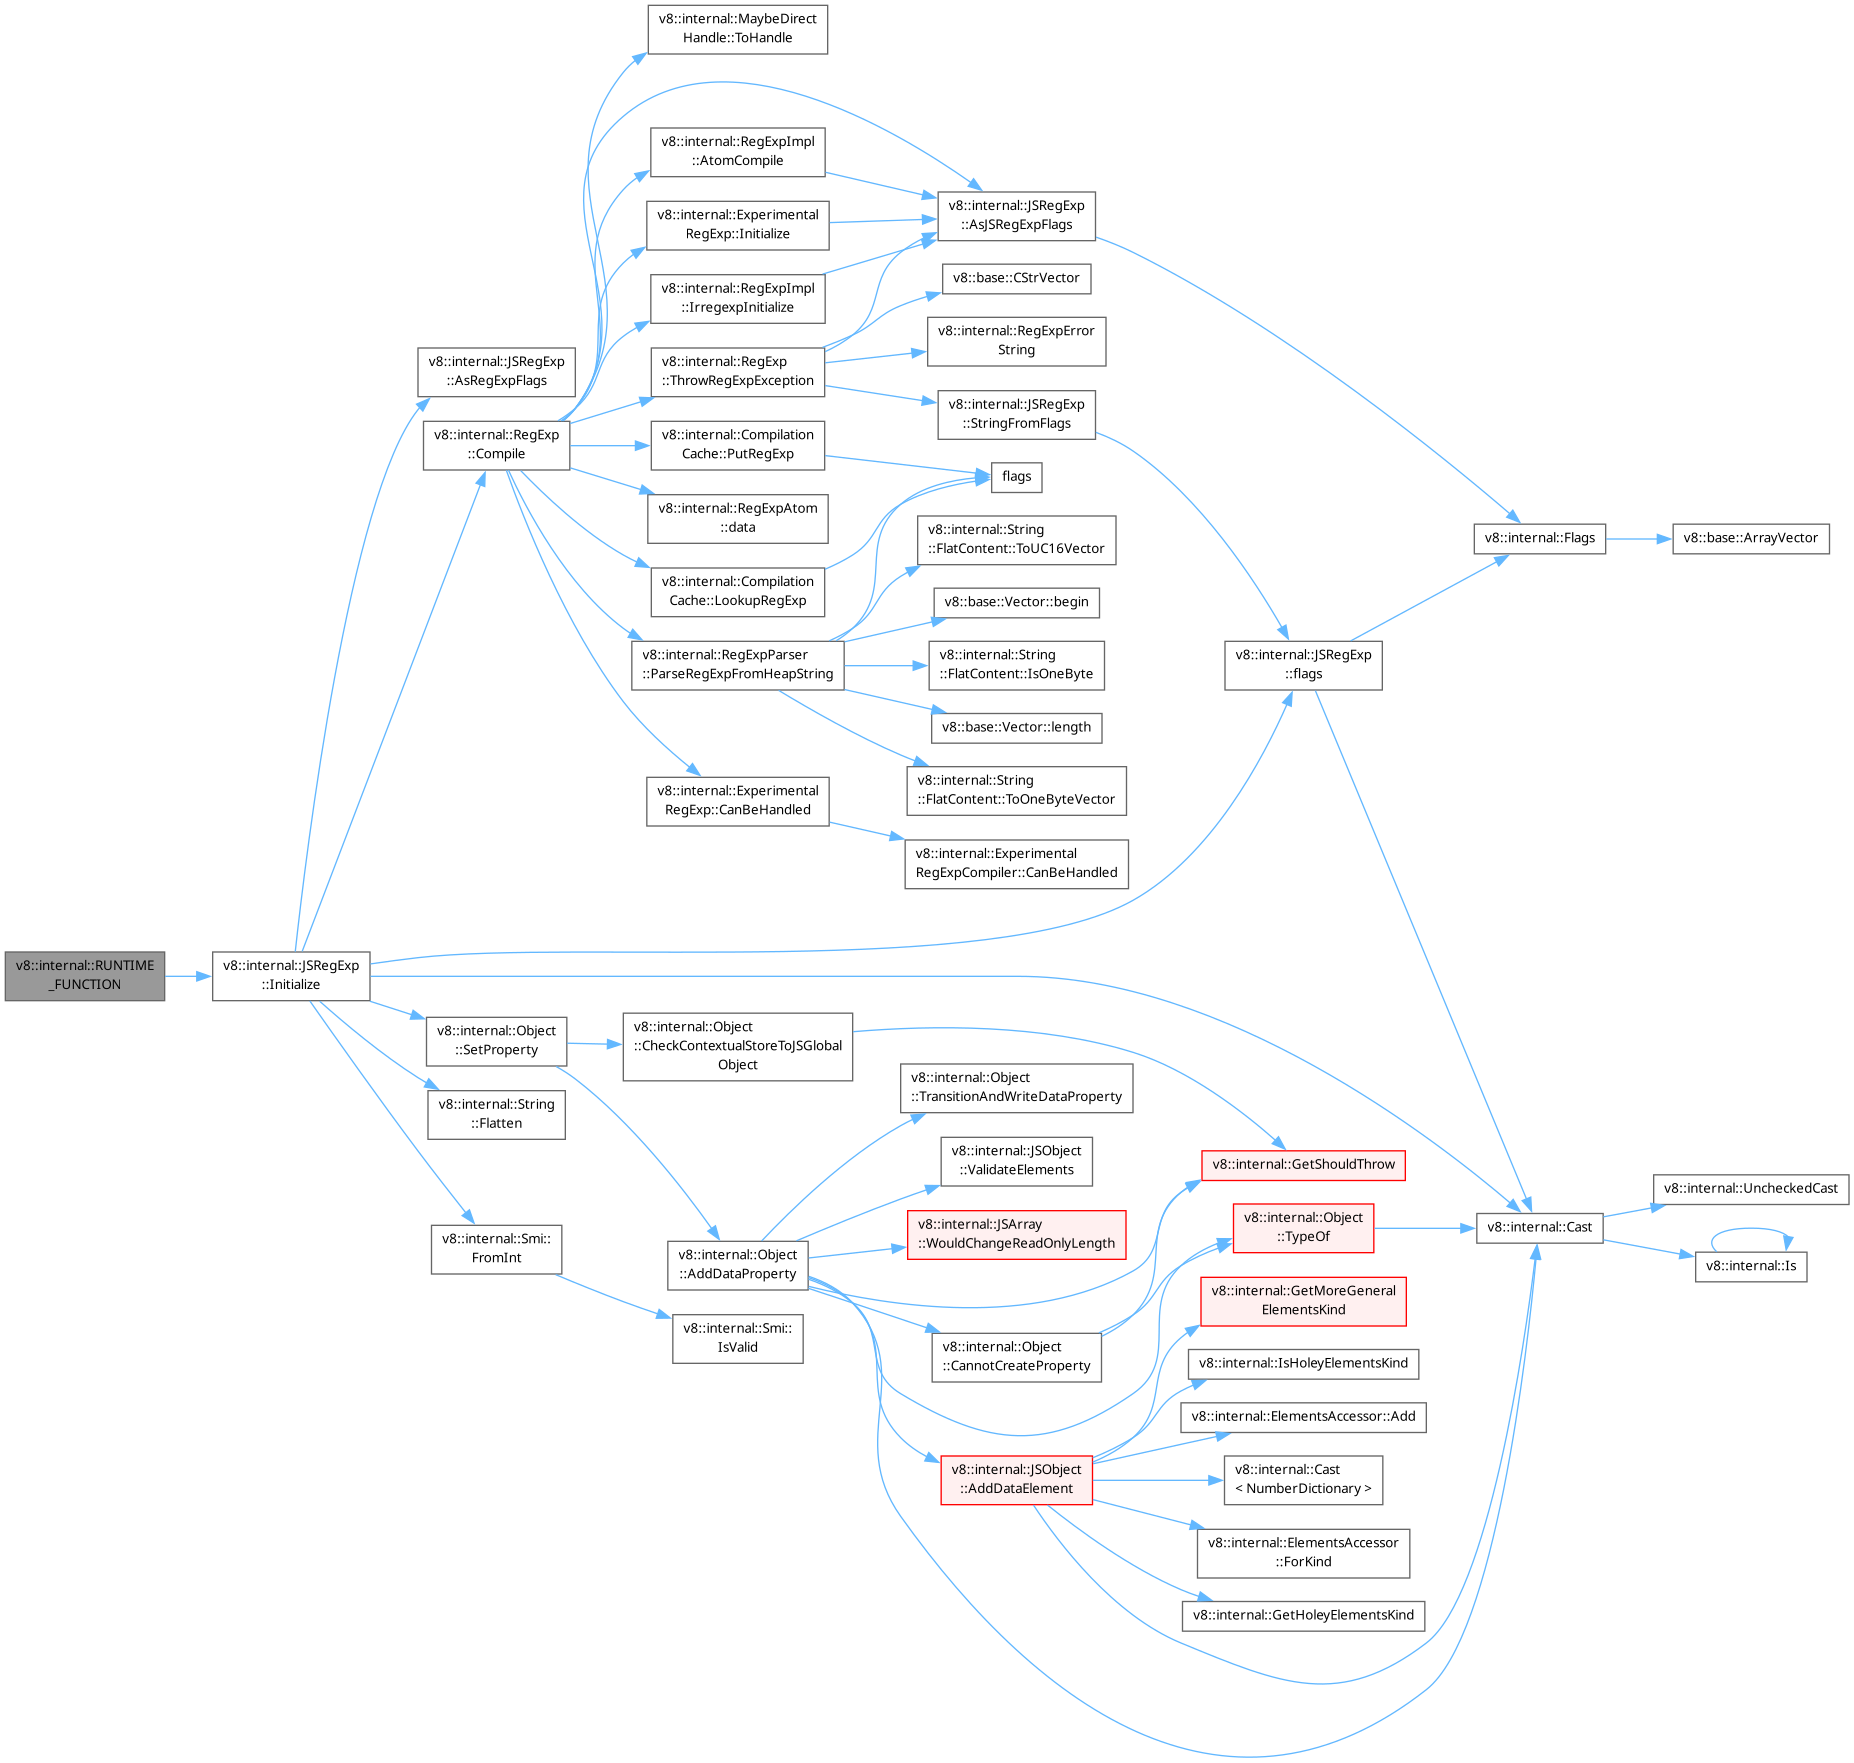 v8::internal::MaybeDirect
Handle::ToHandle
v8::internal::RegExpImpl
::AtomCompile
v8::internal::Experimental
RegExp::Initialize
v8::internal::JSRegExp
::AsJSRegExpFlags
v8::base::CStrVector
v8::internal::RegExpImpl
::IrregexpInitialize
v8::internal::RegExpError
String
v8::internal::JSRegExp
::AsRegExpFlags
v8::internal::RegExp
::ThrowRegExpException
v8::internal::JSRegExp
::StringFromFlags
v8::internal::RegExp
::Compile
v8::internal::Compilation
Cache::PutRegExp
flags
v8::internal::RegExpAtom
::data
v8::internal::String
::FlatContent::ToUC16Vector
v8::internal::Flags
v8::base::ArrayVector
v8::internal::Compilation
Cache::LookupRegExp
v8::base::Vector::begin
v8::internal::RegExpParser
::ParseRegExpFromHeapString
v8::internal::String
::FlatContent::IsOneByte
v8::internal::JSRegExp
::flags
v8::base::Vector::length
v8::internal::String
::FlatContent::ToOneByteVector
v8::internal::Experimental
RegExp::CanBeHandled
v8::internal::Experimental
RegExpCompiler::CanBeHandled
v8::internal::RUNTIME
_FUNCTION
v8::internal::JSRegExp
::Initialize
v8::internal::Object
::SetProperty
v8::internal::Object
::CheckContextualStoreToJSGlobal
Object
v8::internal::String
::Flatten
v8::internal::Object
::TransitionAndWriteDataProperty
v8::internal::JSObject
::ValidateElements
v8::internal::GetShouldThrow
v8::internal::UncheckedCast
v8::internal::Smi::
FromInt
v8::internal::Object
::AddDataProperty
v8::internal::JSArray
::WouldChangeReadOnlyLength
v8::internal::Object
::TypeOf
v8::internal::Cast
v8::internal::Is
v8::internal::GetMoreGeneral
ElementsKind
v8::internal::Smi::
IsValid
v8::internal::Object
::CannotCreateProperty
v8::internal::IsHoleyElementsKind
v8::internal::ElementsAccessor::Add
v8::internal::JSObject
::AddDataElement
v8::internal::Cast
< NumberDictionary >
v8::internal::ElementsAccessor
::ForKind
v8::internal::GetHoleyElementsKind